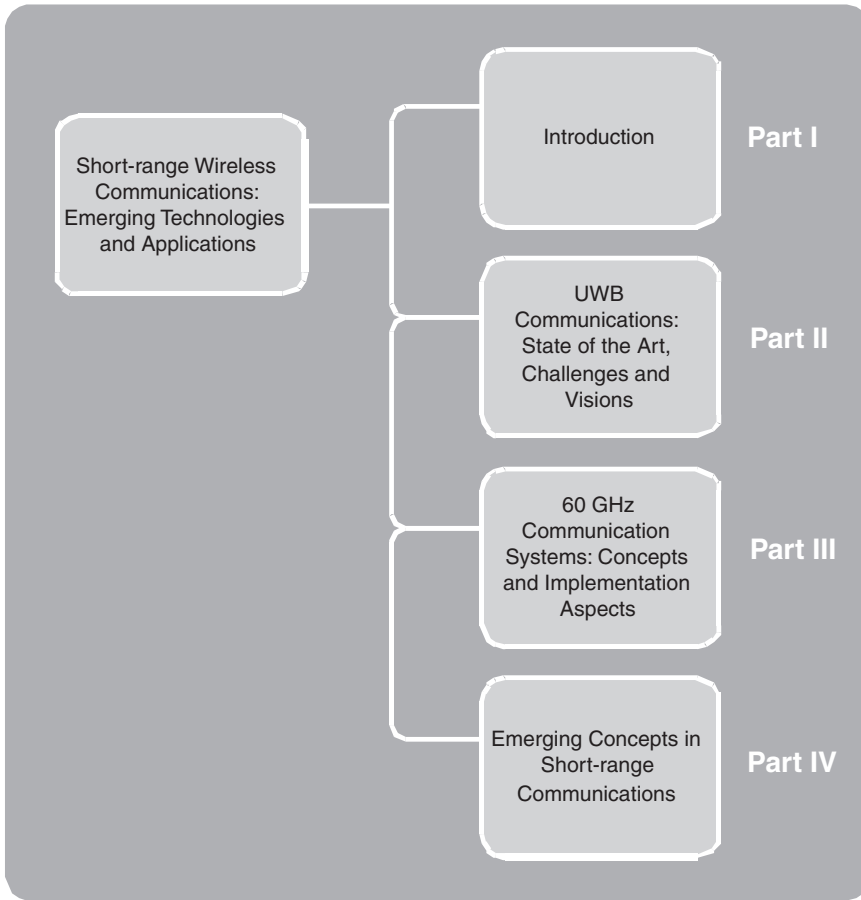 Short-range Wireless
Communications:
Emerging Technologies
and Applications
Introduction
Part I
UWB
Communications:
State of the Art,
Challenges and
Visions
Part II
60 GHz
Communication
Systems: Concepts
and Implementation
Aspects
Part III
Emerging Concepts in
Short-range
Communications
Part IV